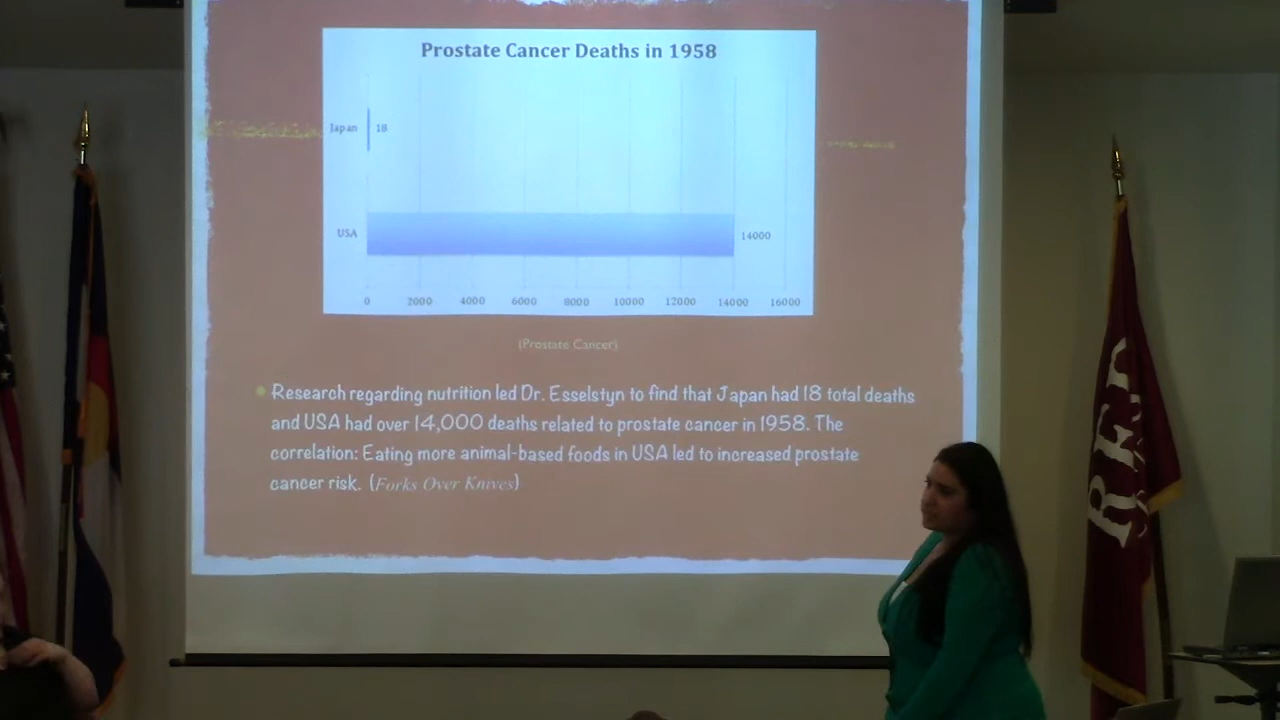 Prostate Cancer Deaths in 1958
Japan 18
USA 14000
0 2000 4000 6000 8000 10000 12000 14000 16000
(Prostate Cancer)
Research regarding nutrition led Dr. Esselstyn to find that Japan had 18 total deaths
and USA had over 14,000 deaths related to prostate cancer in 1958. The
correlation: Eating more animal-based foods in USA led to increased prostate
cancer risk. (Forks Over Knives)